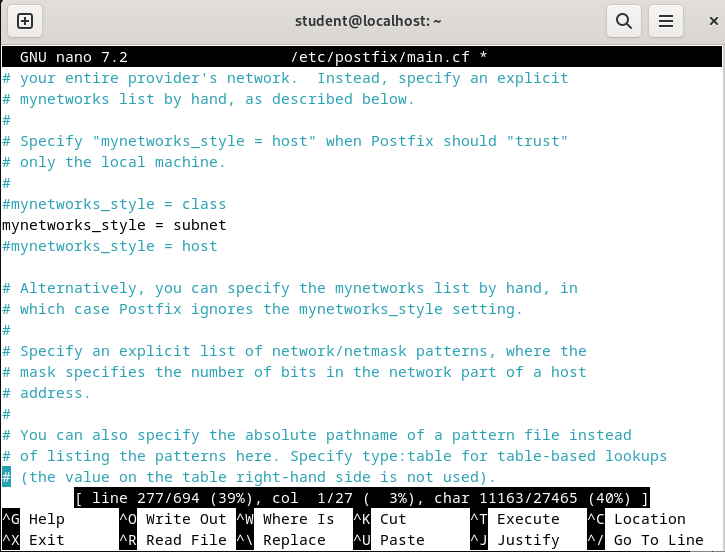 student@localhost: ~
GNU nano 7.2 /etc/postfix/main.cf *
# your entire provider's network.  Instead, specify an explicit
# mynetworks list by hand, as described below.
#
# Specify "mynetworks_style = host" when Postfix should "trust"
# only the local machine.
#
#mynetworks_style = class
mynetworks_style = subnet
#mynetworks_style = host
# Alternatively, you can specify the mynetworks list by hand, in
# which case Postfix ignores the mynetworks_style setting.
#
# Specify an explicit list of network/netmask patterns, where the
# mask specifies the number of bits in the network part of a host
# address.
#
# You can also specify the absolute pathname of a pattern file instead
# of listing the patterns here. Specify type:table for table-based lookups
# (the value on the table right-hand side is not used).
[ line 277/694 (39%), col  1/27 (  3%), char 11163/27465 (40%) ]
^G Help ^O Write Out ^W Where Is ^K Cut ^T Execute ^C Location
^X Exit ^R Read File ^\ Replace ^U Paste ^J Justify ^/ Go To Line